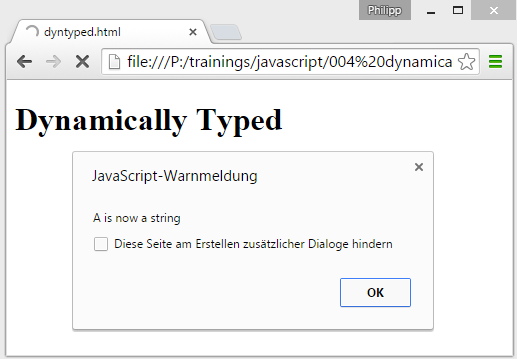 Philipp
dyntyped.html
file:///P:/trainings/javascript/004%20dynamica
Dynamically Typed
JavaScript-Warnmeldung
A is now a string
Diese Seite am Erstellen zusätzlicher Dialoge hindern
OK